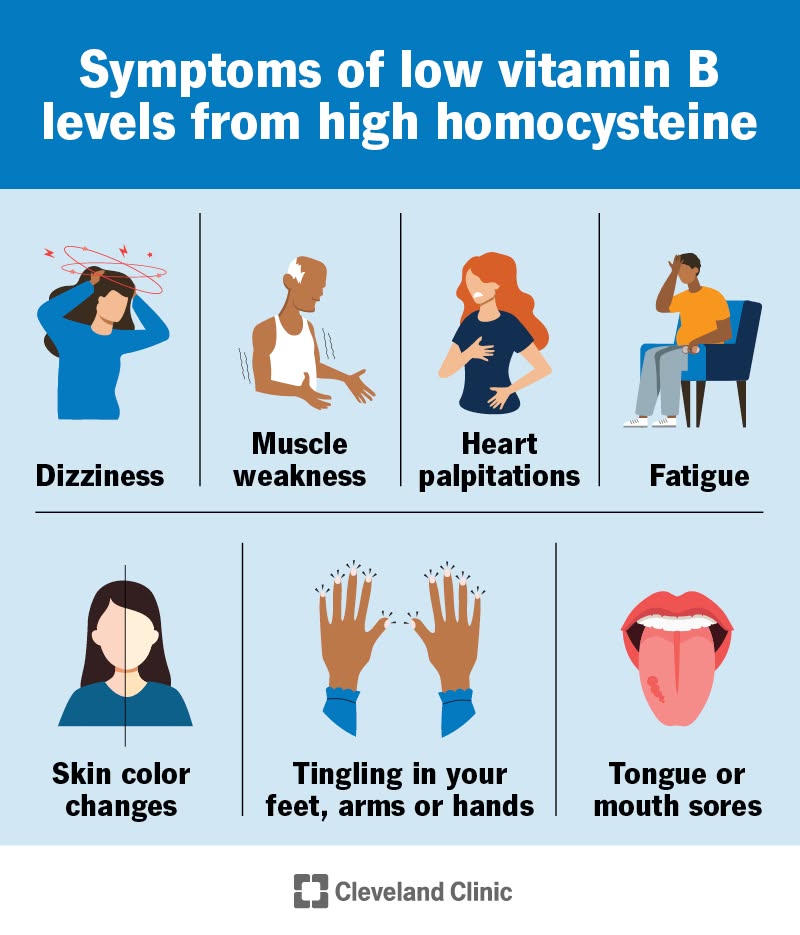 Symptoms of low vitamin B
levels from high homocysteine
Dizziness
Muscle
weakness
Heart
palpitations
Fatigue
Skin color
changes
Tingling in your
feet, arms or hands
Tongue or
mouth sores
Cleveland Clinic